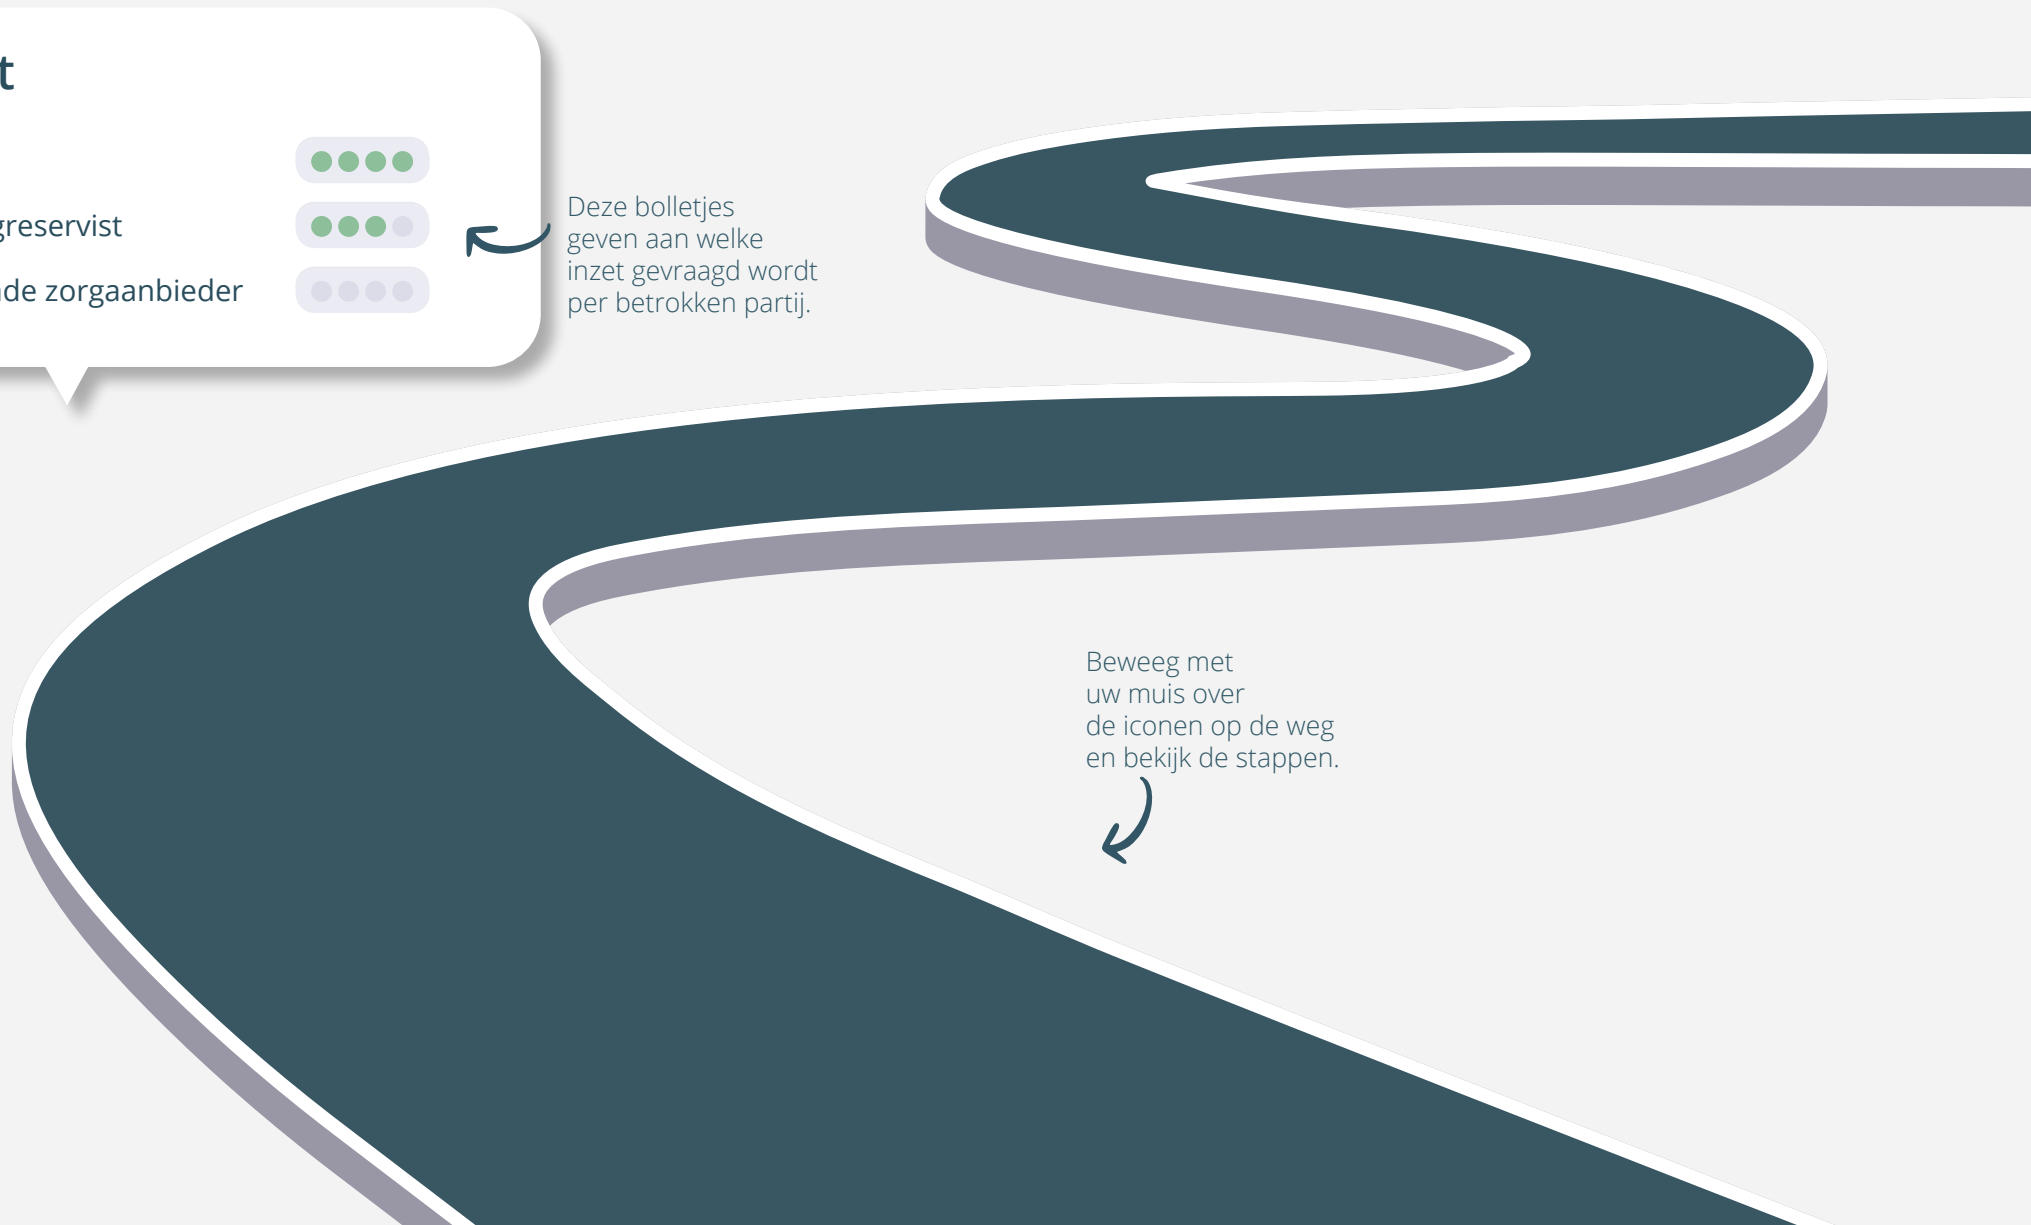 t
greservist
de zorgaanbieder
Deze bolletjes
geven aan welke
inzet gevraagd wordt
per betrokken partij.
Beweeg met
uw muis over
de iconen op de weg
en bekijk de stappen.